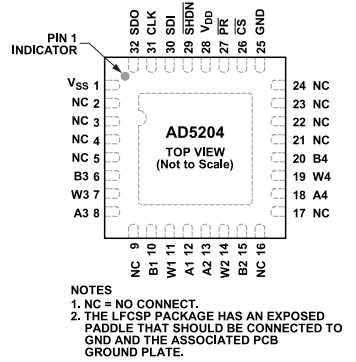 PIN 1
INDICATOR
32 SDO
31 CLK
30 SDI
29 SHDN
28 VDD
27 PR
26 CS
25 GND
VSS 1
NC 2
NC 3
NC 4
NC 5
B3 6
W3 7
A3 8
AD5204
TOP VIEW
(Not to Scale)
24 NC
23 NC
22 NC
21 NC
20 B4
19 W4
18 A4
17 NC
NC 9
B1 10
W1 11
A1 12
A2 13
W2 14
B2 15
NC 16
NOTES
1. NC = NO CONNECT.
2. THE LFCSP PACKAGE HAS AN EXPOSED
PADDLE THAT SHOULD BE CONNECTED TO
GND AND THE ASSOCIATED PCB
GROUND PLATE.